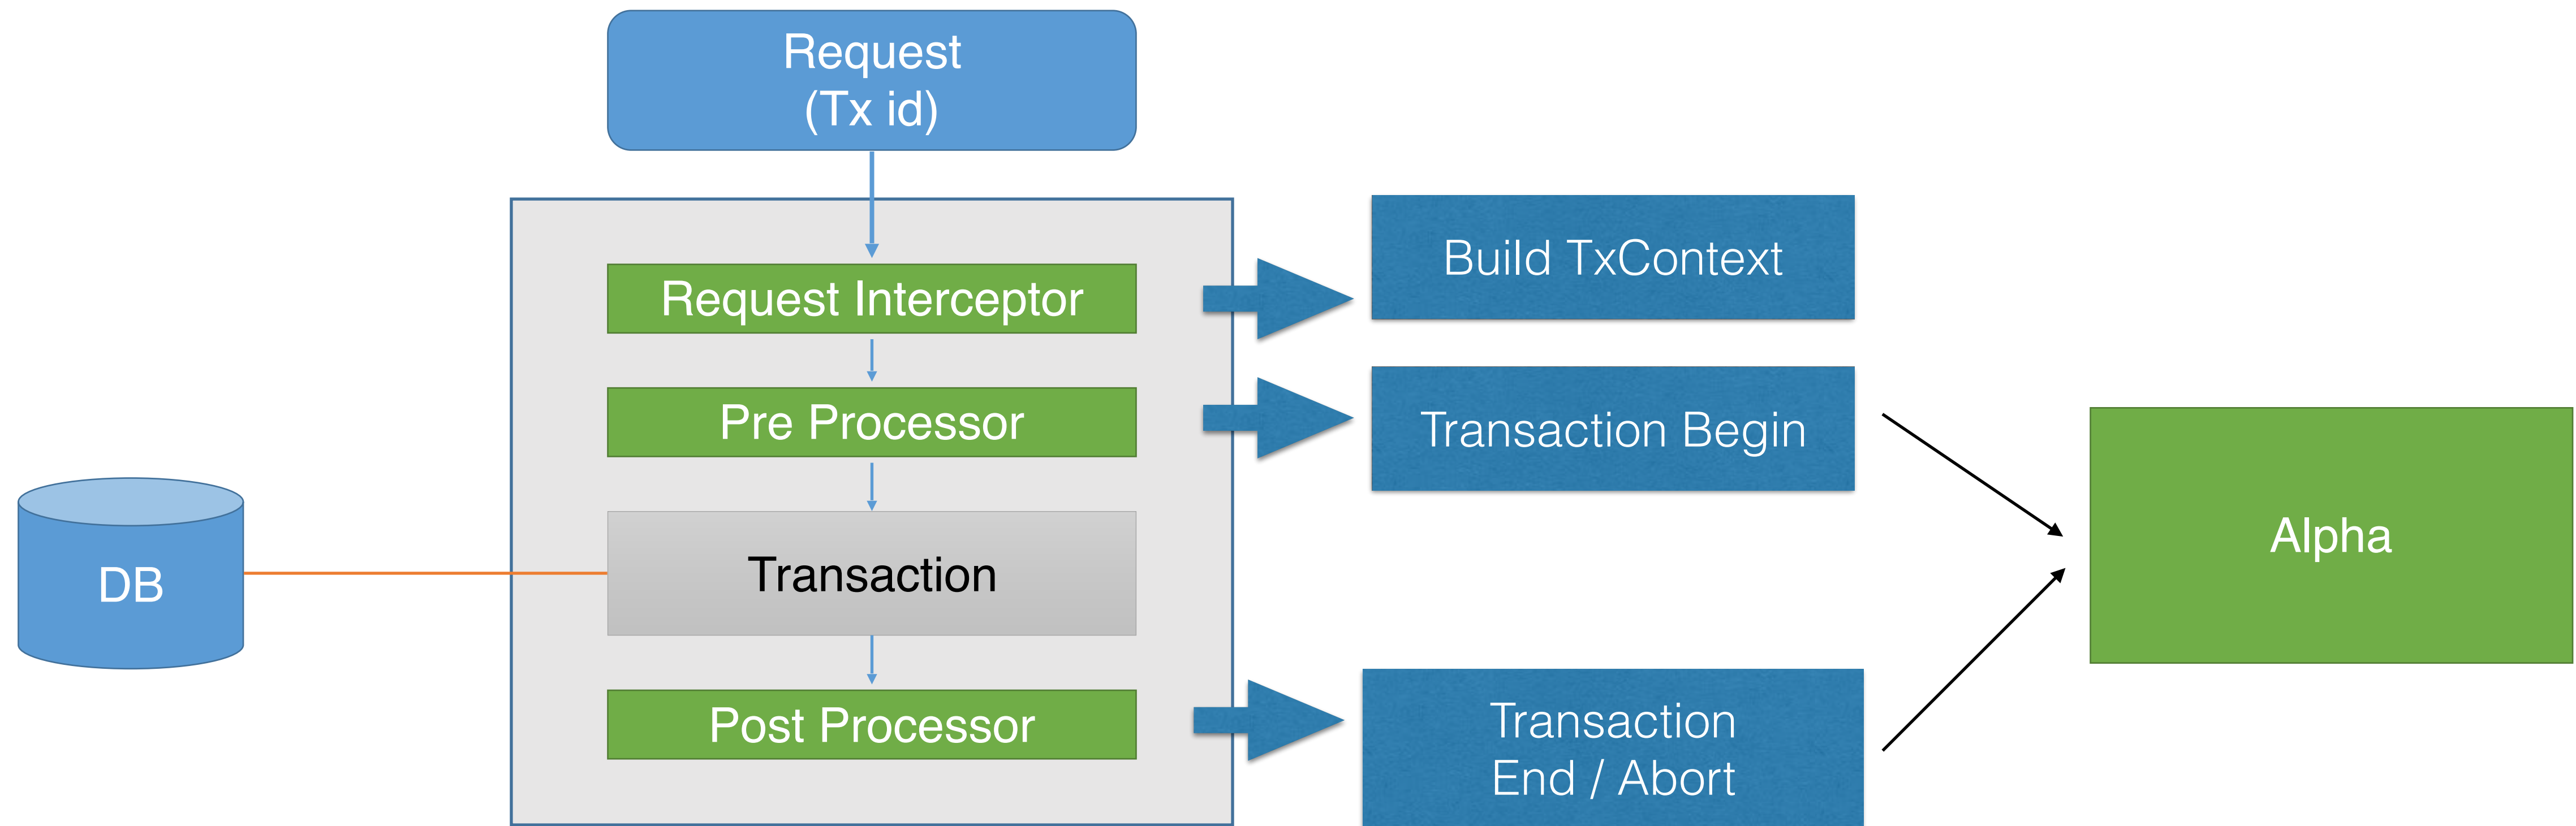 Request
(Tx id)
Request Interceptor
Build TxContext
Pre Processor
Transaction Begin
DB
Transaction
Alpha
Post Processor
Transaction
End / Abort